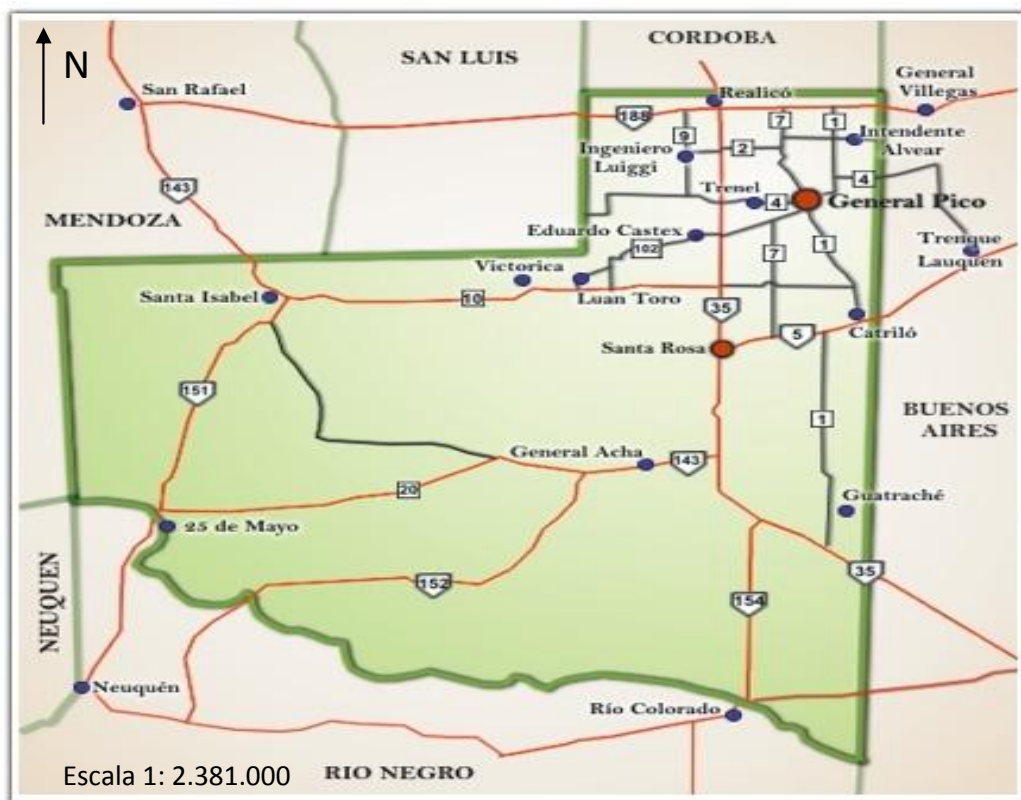 N
SAN LUIS
CORDOBA
San Rafael
Realicó
General
Villegas
188
7
1
9
Intendente
Alvear
Ingeniero
Luiggi
2
143
Trenel
4
4
General Pico
MENDOZA
Eduardo Castex
102
7
1
Trenque
Lauquen
Victorica
Santa Isabel
10
Luan Toro
35
5
Catriló
Santa Rosa
151
1
BUENOS
AIRES
General Acha
143
20
Guatraché
25 de Mayo
NEUQUEN
152
35
154
Neuquén
Río Colorado
Escala 1: 2.381.000
RIO NEGRO